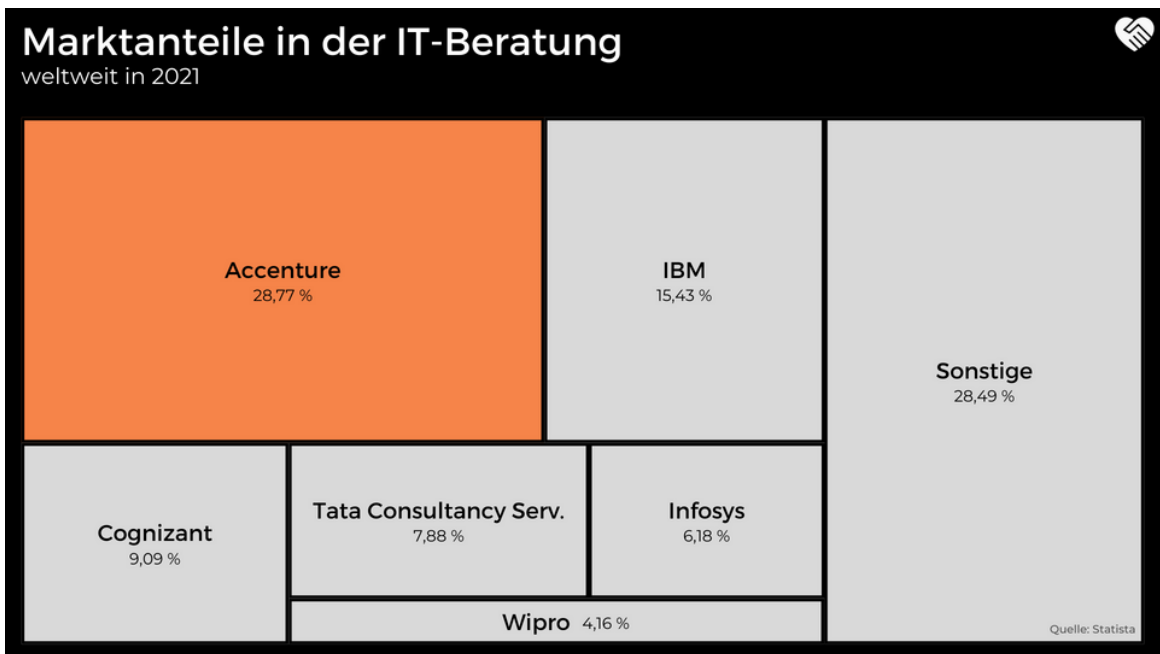 Marktanteile in der IT-Beratung
weltweit in 2021
Accenture
28,77 %
IBM
15,43 %
Sonstige
28,49 %
Cognizant
9,09 %
Tata Consultancy Serv.
7,88 %
Infosys
6,18 %
Wipro 4,16 %
Quelle: Statista